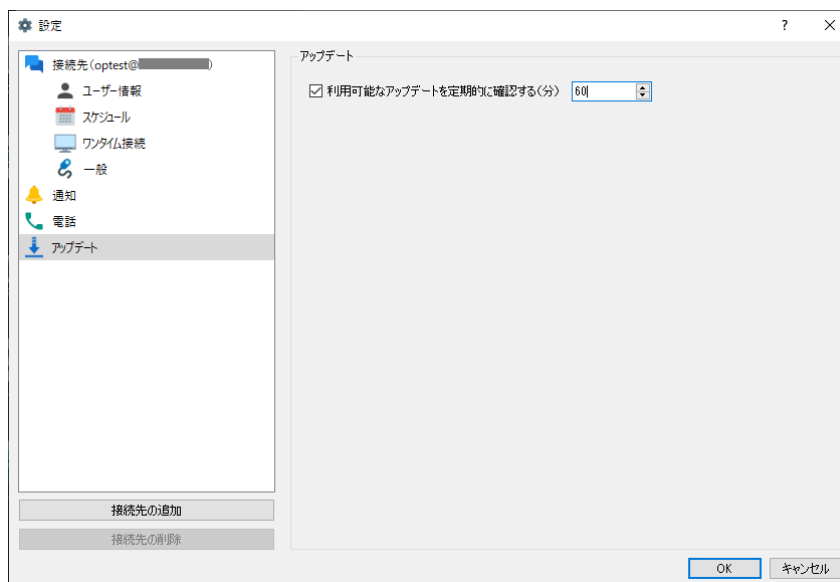 設定
接続先(optest@ )
ユーザー情報
スケジュール
ワンタイム接続
一般
通知
電話
アップデート
接続先の追加
接続先の削除
アップデート
利用可能なアップデートを定期的に確認する(分) 60
OK キャンセル